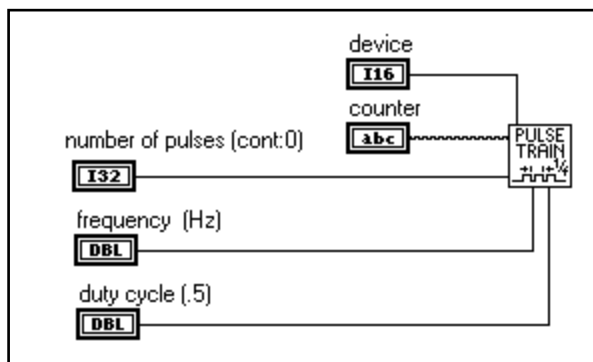 device
I16
counter
abc
number of pulses (cont:0)
I32
PULSE
TRAIN
frequency (Hz)
DBL
duty cycle (.5)
DBL